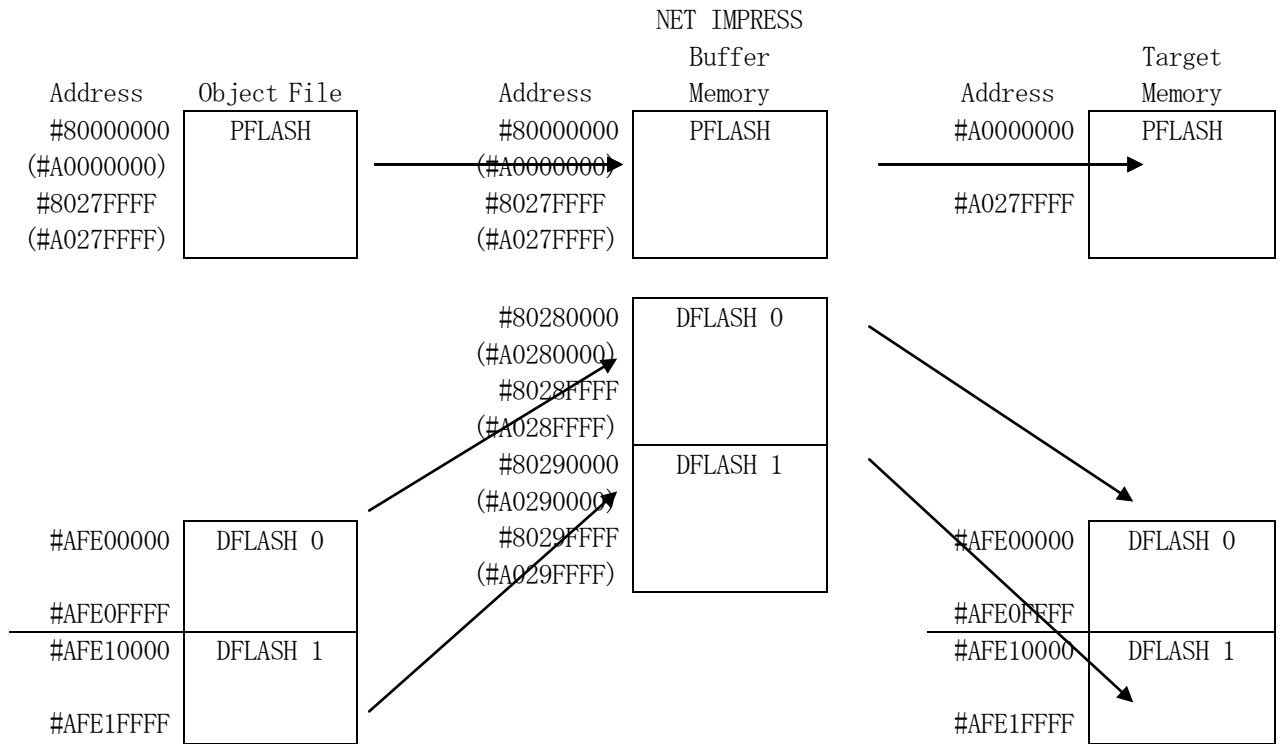 NET IMPRESS
Buffer Target
Address Object File Address Memory Address Memory
#80000000 PFLASH #80000000 PFLASH #A0000000 PFLASH
(#A0000000) (#A0000000)
#8027FFFF #8027FFFF #A027FFFF
(#A027FFFF) (#A027FFFF)
#80280000 DFLASH 0
(#A0280000)
#8028FFFF
(#A028FFFF)
#80290000 DFLASH 1
(#A0290000)
#AFE00000 DFLASH 0 #8029FFFF #AFE00000 DFLASH 0
(#A029FFFF)
#AFE0FFFF #AFE0FFFF
#AFE10000 DFLASH 1 #AFE10000 DFLASH 1
#AFE1FFFF #AFE1FFFF